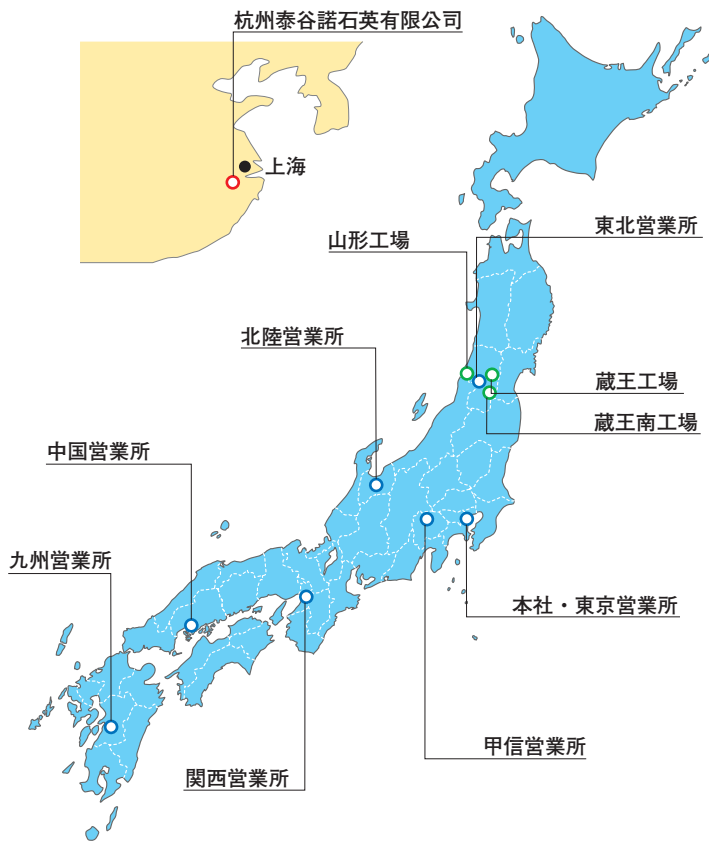 杭州泰谷諾石英有限公司
上海
東北営業所
山形工場
北陸営業所
蔵王工場
蔵王南工場
中国営業所
九州営業所
本社・東京営業所
甲信営業所
関西営業所